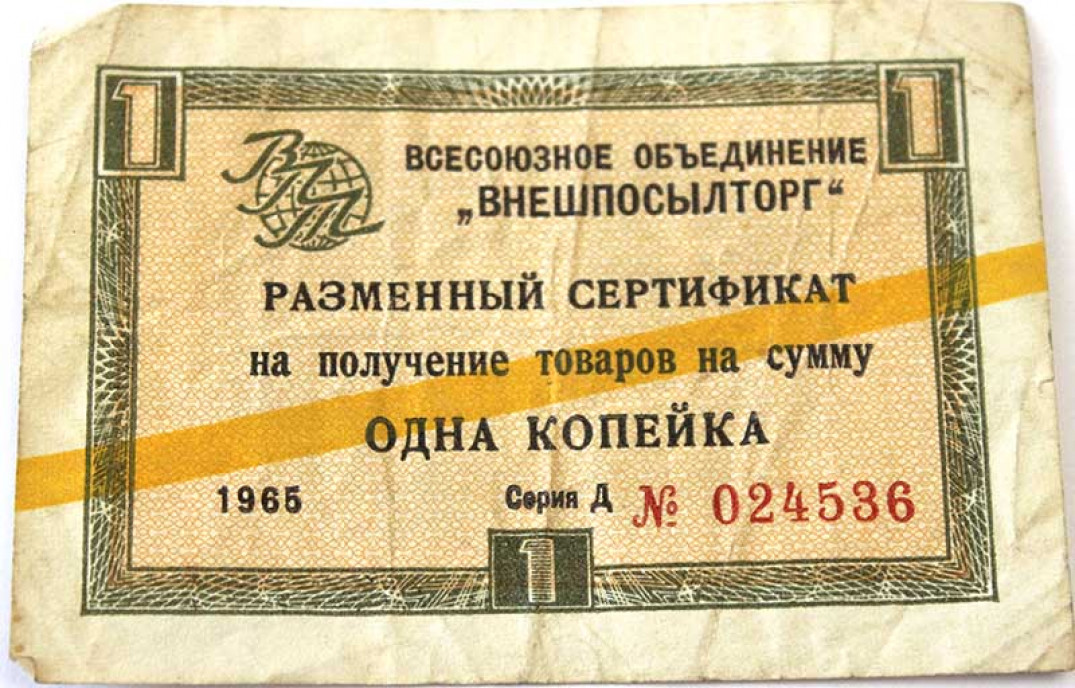 1 1
ВПТ
ВСЕСОЮЗНОЕ ОБЪЕДИНЕНИЕ
„ВНЕШПОСЫЛТОРГ“
РАЗМЕННЫЙ СЕРТИФИКАТ
на получение товаров на сумму
ОДНА КОПЕЙКА
1965 Серия Д № 024536
1